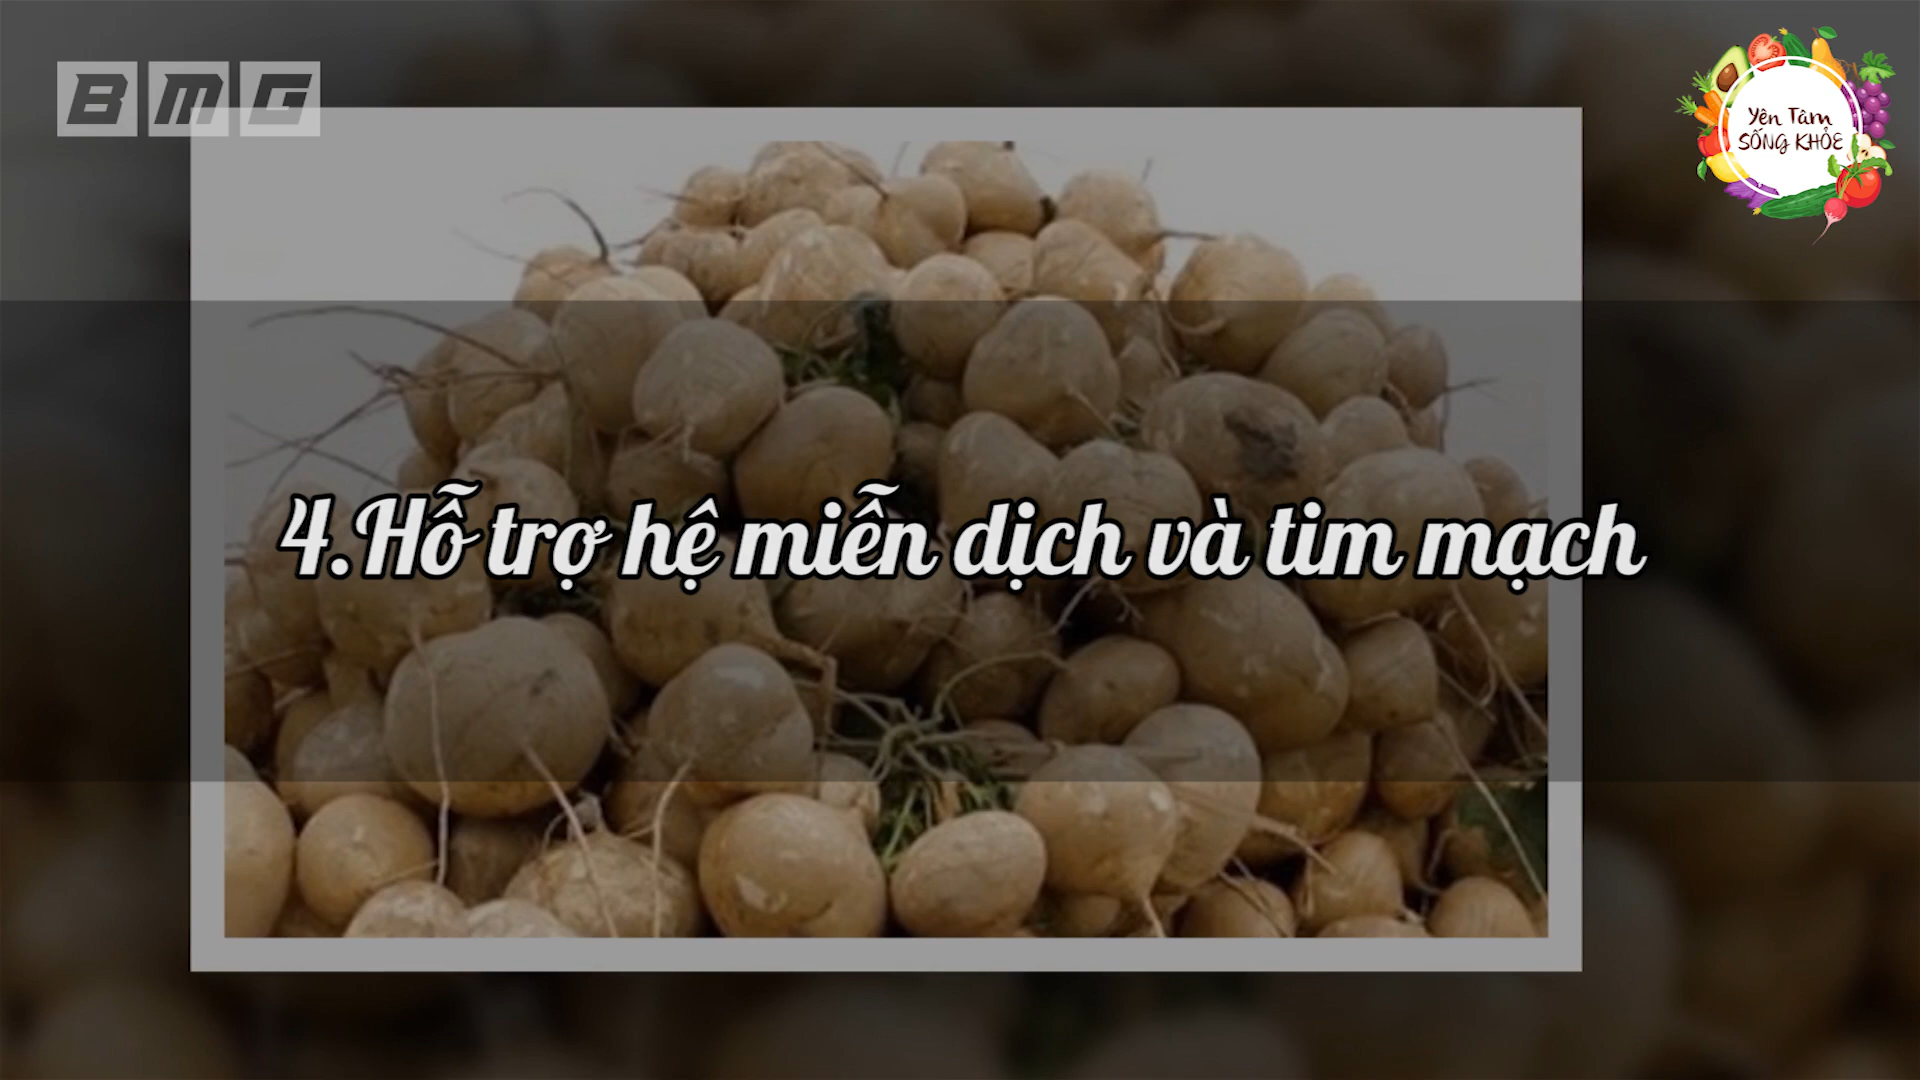 BMG
Yên Tâm
SỐNG KHỎE
4.Hỗ trợ hệ miễn dịch và tim mạch